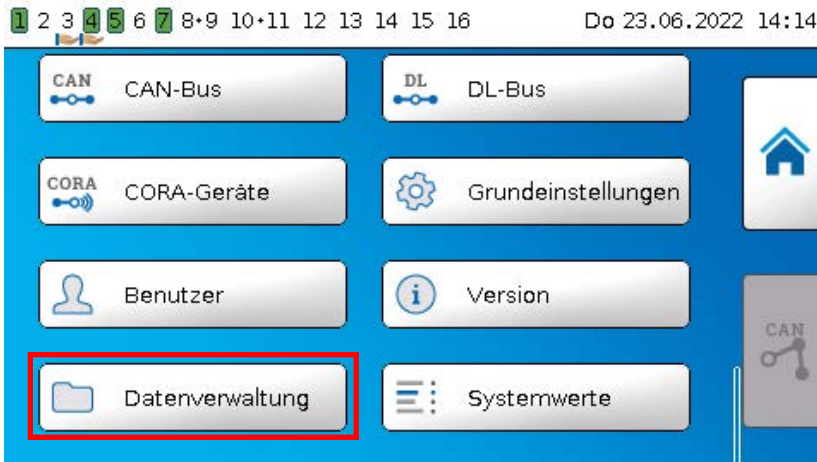 1 2 3 4 5 6 7 8·9 10·11 12 13 14 15 16 Do 23.06.2022 14:14
CAN CAN-Bus DL DL-Bus
CORA CORA-Geräte Grundeinstellungen
Benutzer i Version
CAN
Datenverwaltung Systemwerte